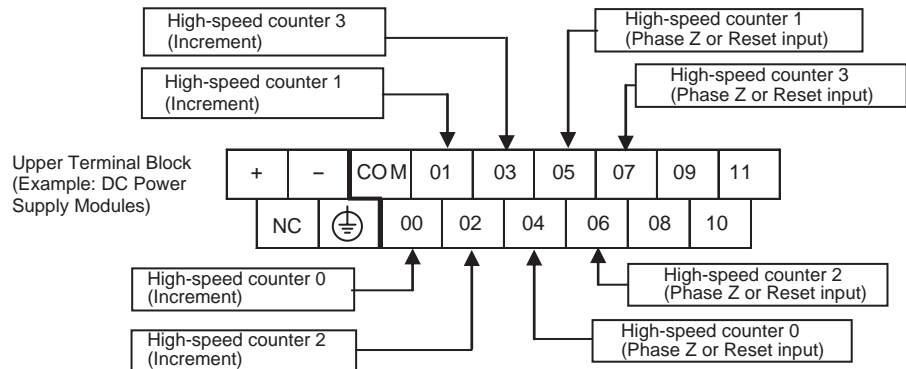 High-speed counter 3
(Increment)
High-speed counter 1
(Phase Z or Reset input)
High-speed counter 1
(Increment)
High-speed counter 3
(Phase Z or Reset input)
Upper Terminal Block
(Example: DC Power
Supply Modules)
+ – COM 01 03 05 07 09 11
NC 00 02 04 06 08 10
High-speed counter 0
(Increment)
High-speed counter 2
(Phase Z or Reset input)
High-speed counter 2
(Increment)
High-speed counter 0
(Phase Z or Reset input)